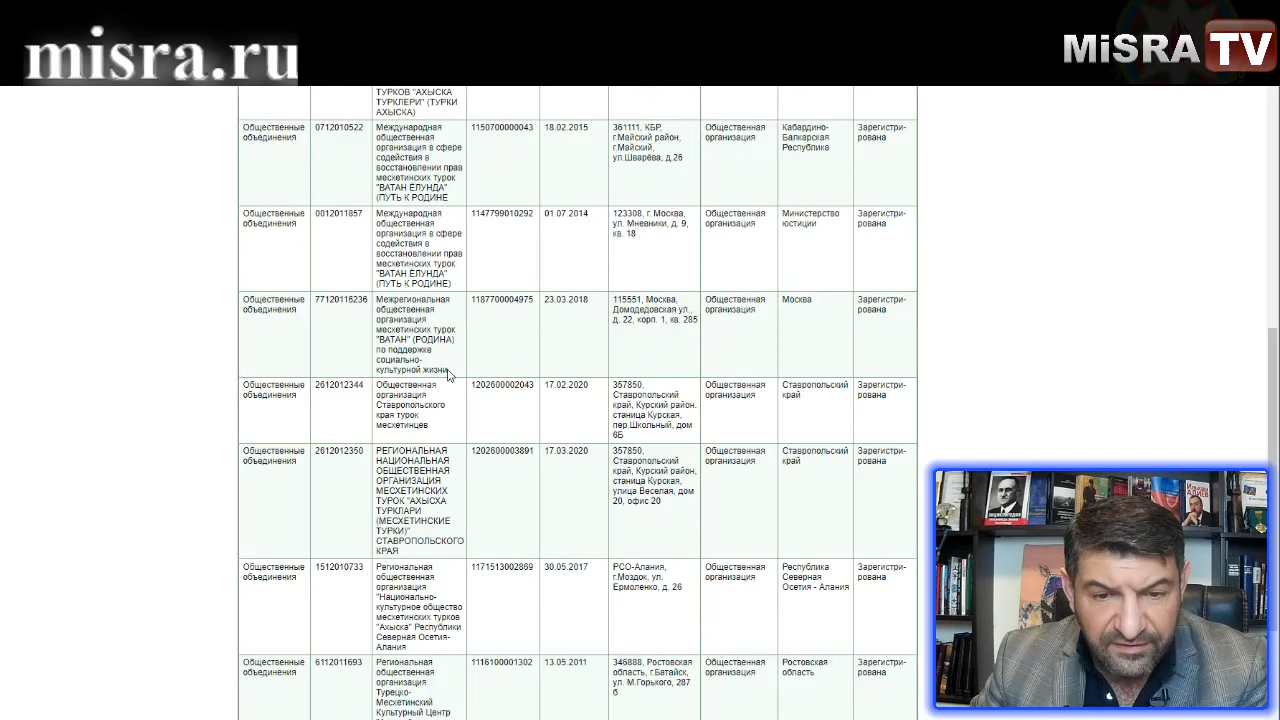 misra.ru
MiSRA TV
ТУРКОВ "АХЫСКА
ТУРКЛЕРИ" (ТУРКИ
АХЫСКА)
Общественные
объединения
0712010522
Международная
общественная
организация в сфере
содействия в
восстановлении прав
месхетинских турок
"ВАТАН ЁЛУНДА"
(ПУТЬ К РОДИНЕ
1150700000043
18.02.2015
361111, КБР,
г.Майский район,
г.Майский,
ул.Шварёва, д.26
Общественная
организация
Кабардино-
Балкарская
Республика
Зарегистри-
рована
Общественные
объединения
0012011857
Международная
общественная
организация в сфере
содействия в
восстановлении прав
месхетинских турок
"ВАТАН ЁЛУНДА"
(ПУТЬ К РОДИНЕ)
1147799010292
01.07.2014
123308, г. Москва,
ул. Мневники, д. 9,
кв. 18
Общественная
организация
Министерство
юстиции
Зарегистри-
рована
Общественные
объединения
77120116236
Межрегиональная
общественная
организация
месхетинских турок
"ВАТАН" (РОДИНА)
по поддержке
социально-
культурной жизни
1187700004975
23.03.2018
115551, Москва,
Домодедовская ул.,
д. 22, корп. 1, кв. 285
Общественная
организация
Москва
Зарегистри-
рована
Общественные
объединения
2612012344
Общественная
организация
Ставропольского
края турок
месхетинцев
1202600002043
17.02.2020
357850,
Ставропольский
край, Курский район.
станица Курская,
пер.Школьный, дом
6Б
Общественная
организация
Ставропольский
край
Зарегистри-
рована
Общественные
объединения
2612012350
РЕГИОНАЛЬНАЯ
НАЦИОНАЛЬНАЯ
ОБЩЕСТВЕННАЯ
ОРГАНИЗАЦИЯ
МЕСХЕТИНСКИХ
ТУРОК "АХЫСХА
ТУРКЛАРИ
(МЕСХЕТИНСКИЕ
ТУРКИ)"
СТАВРОПОЛЬСКОГО
КРАЯ
1202600003891
17.03.2020
357850,
Ставропольский
край, Курский район,
станица Курская,
улица Веселая, дом
20, офис 20
Общественная
организация
Ставропольский
край
Зарегистри-
рована
Общественные
объединения
1512010733
Региональная
общественная
организация
"Национально-
культурное общество
месхетинских турков
"Ахыска" Республики
Северная Осетия-
Алания
1171513002869
30.05.2017
РСО-Алания,
г.Моздок, ул.
Ермоленко, д. 26
Общественная
организация
Республика
Северная
Осетия - Алания
Зарегистри-
рована
Общественные
объединения
6112011693
Региональная
общественная
организация
Турецко-
Месхетинский
Культурный Центр
1116100001302
13.05.2011
346888, Ростовская
область, г.Батайск,
ул. М.Горького, 287
б
Общественная
организация
Ростовская
область
Зарегистри-
рована